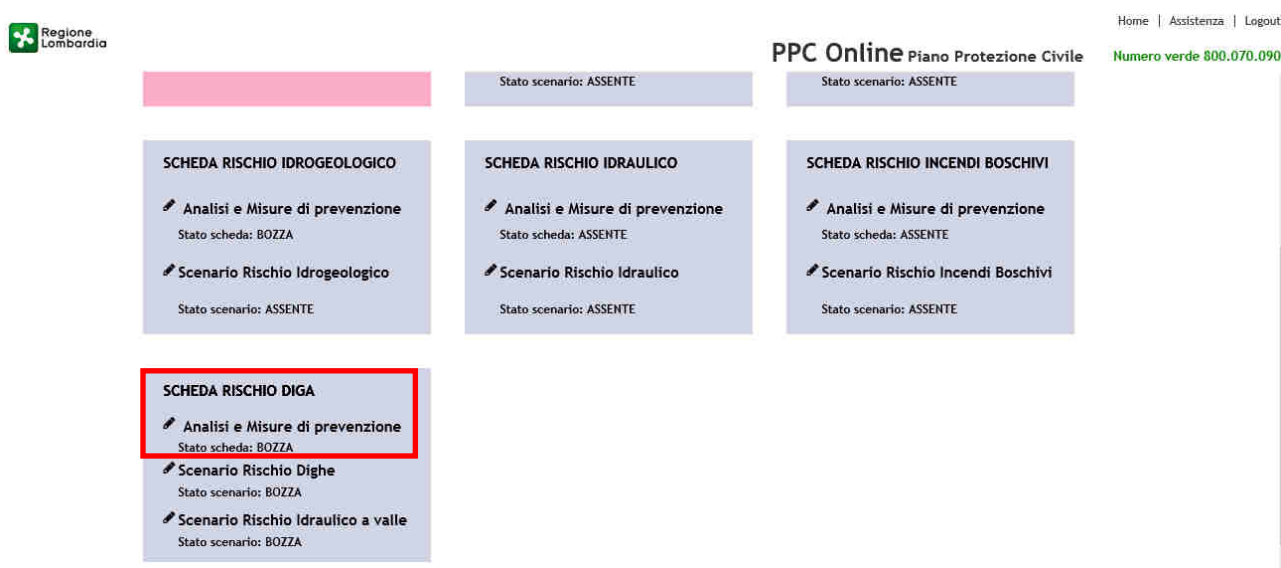 Home | Assistenza | Logout
Regione
Lombardia
PPC Online Piano Protezione Civile
Numero verde 800.070.090
Stato scenario: ASSENTE
Stato scenario: ASSENTE
SCHEDA RISCHIO IDROGEOLOGICO
Analisi e Misure di prevenzione
Stato scheda: BOZZA
Scenario Rischio Idrogeologico
Stato scenario: ASSENTE
SCHEDA RISCHIO IDRAULICO
Analisi e Misure di prevenzione
Stato scheda: ASSENTE
Scenario Rischio Idraulico
Stato scenario: ASSENTE
SCHEDA RISCHIO INCENDI BOSCHIVI
Analisi e Misure di prevenzione
Stato scheda: ASSENTE
Scenario Rischio Incendi Boschivi
Stato scenario: ASSENTE
SCHEDA RISCHIO DIGA
Analisi e Misure di prevenzione
Stato scheda: BOZZA
Scenario Rischio Dighe
Stato scenario: BOZZA
Scenario Rischio Idraulico a valle
Stato scenario: BOZZA